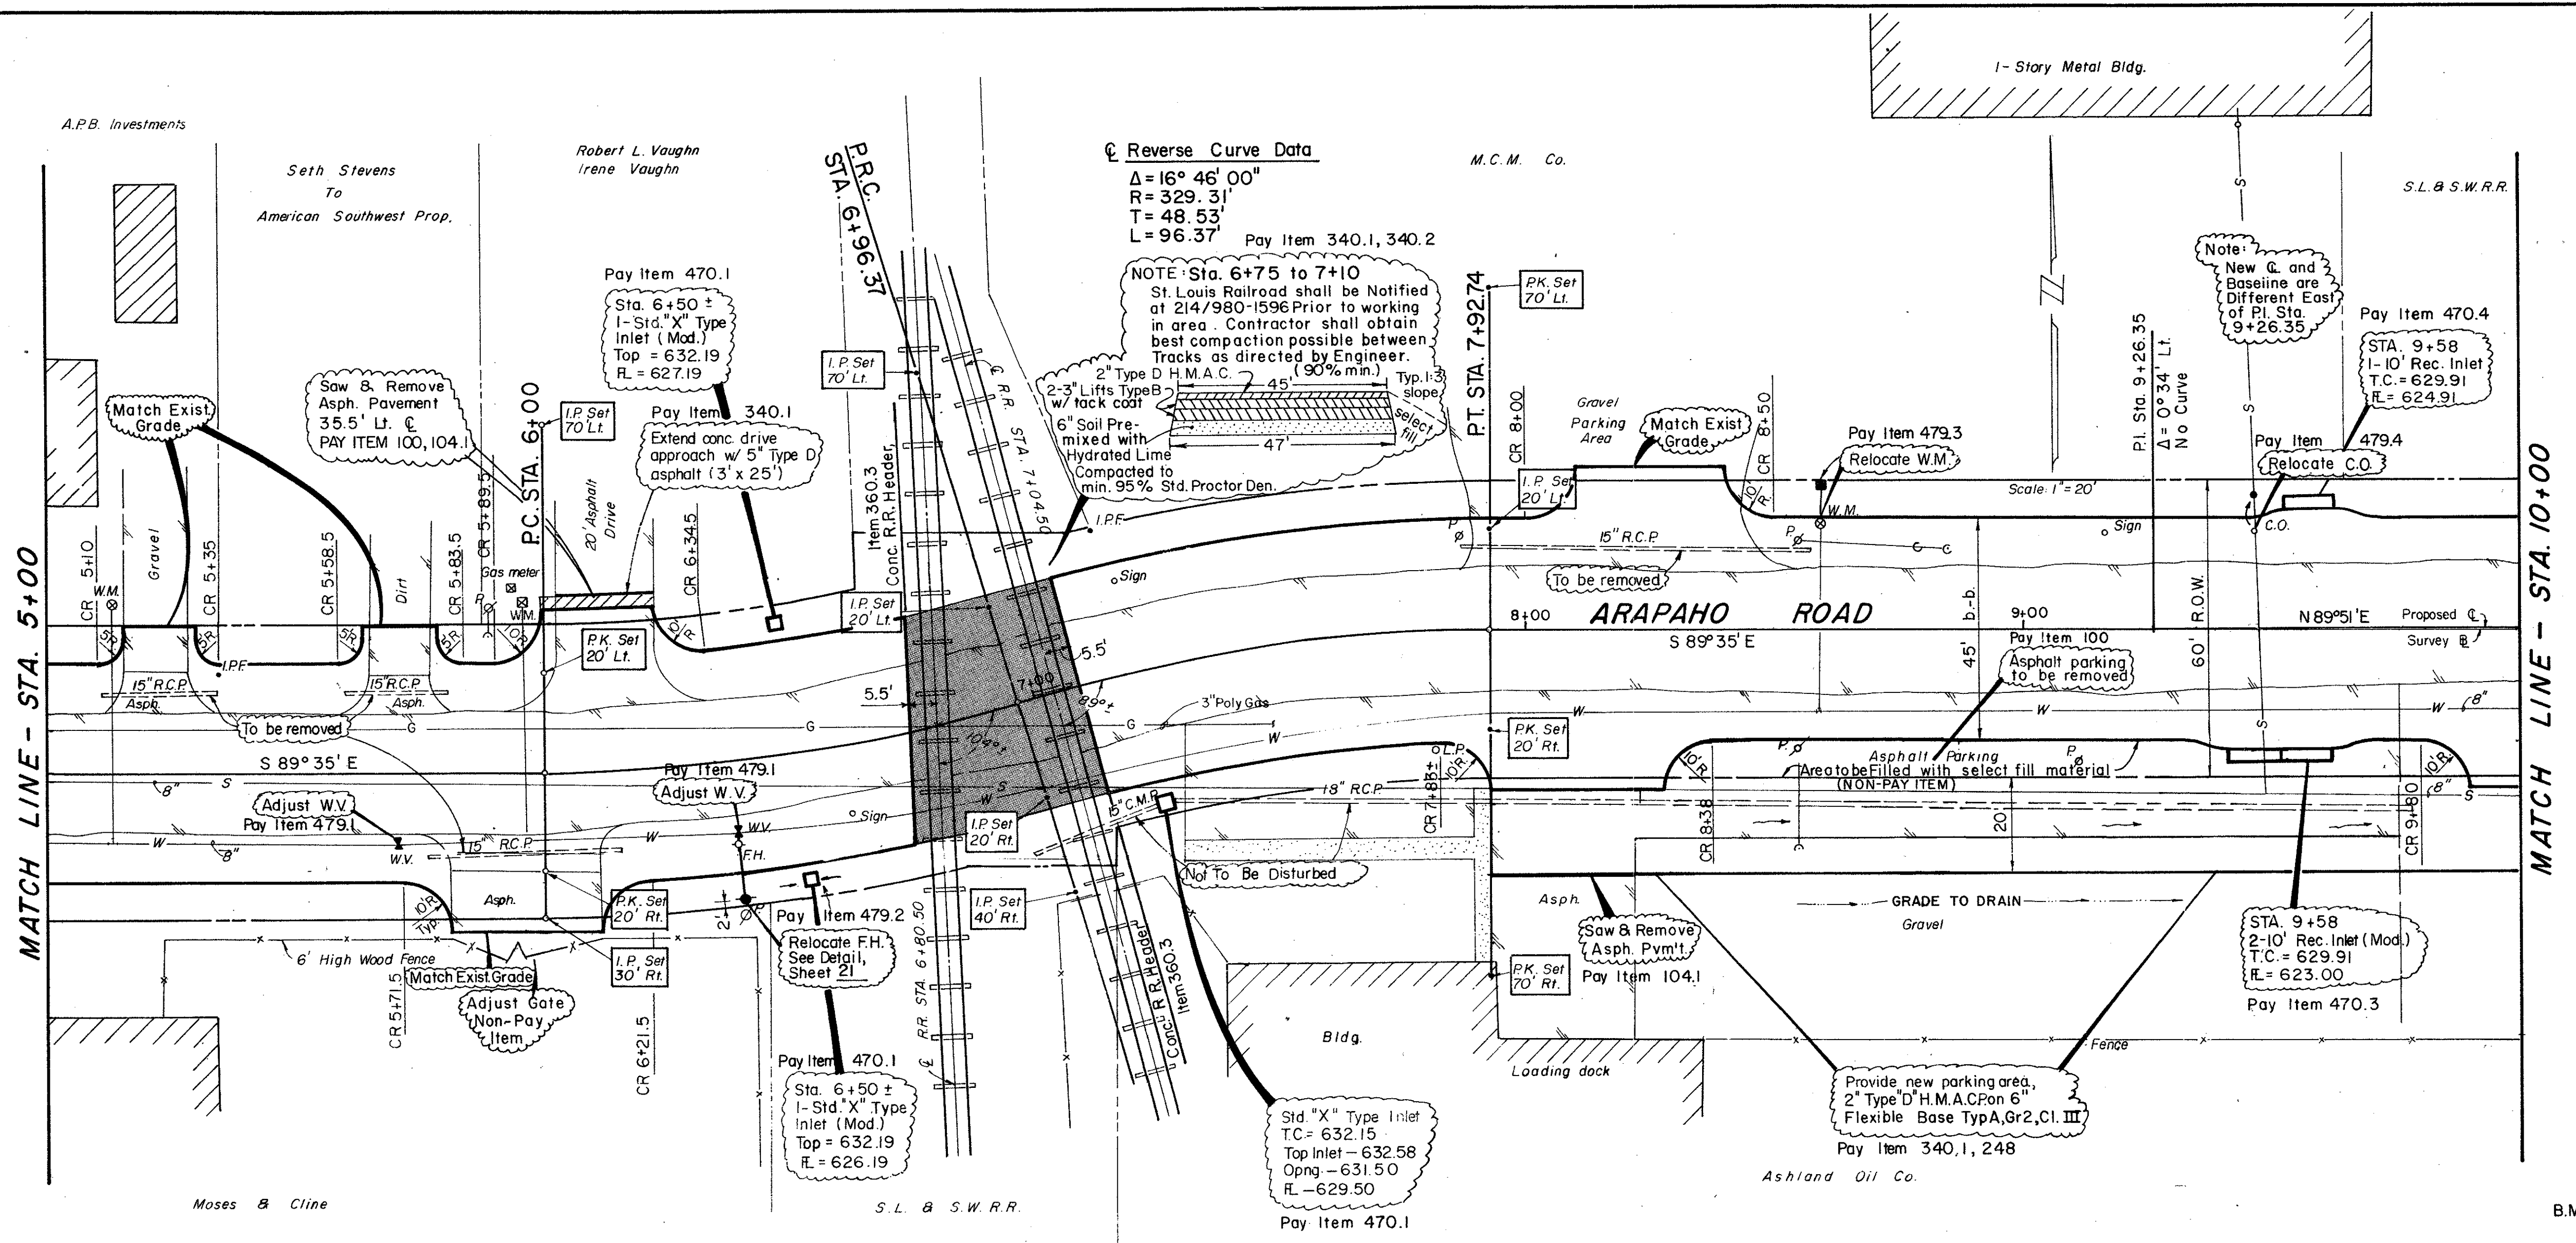 MATCH LINE - STA. 5+00
A.P.B. Investments
Seth Stevens
To
American Southwest Prop.
Robert L. Vaughn
Irene Vaughn
P.R.C.
STA. 6+96.37
℄ Reverse Curve Data
Δ = 16° 46' 00"
R = 329.31'
T = 48.53'
L = 96.37'
M.C.M. Co.
1-Story Metal Bldg.
S.L. & S.W.R.R.
Pay Item 340.1, 340.2
NOTE: Sta. 6+75 to 7+10
St. Louis Railroad shall be Notified
at 214/980-1596 Prior to working
in area. Contractor shall obtain
best compaction possible between
Tracks as directed by Engineer.
(90% min.)
2" Type D H.M.A.C.
2-3" Lifts Type B
w/ tack coat
45'
Typ. 1:3
slope
select
fill
47'
6" Soil Pre-
mixed with
Hydrated Lime
Compacted to
min. 95% Std. Proctor Den.
Pay Item 470.1
Sta. 6+50 ±
1-Std. "X" Type
Inlet (Mod.)
Top = 632.19
FL = 627.19
Pay Item 340.1
Extend conc. drive
approach w/ 5" Type D
asphalt (3' x 25')
Saw & Remove
Asph. Pavement
35.5' Lt. ℄
PAY ITEM 100, 104.1
Match Exist.
Grade
P.C. STA. 6+00
I.P. Set
70' Lt.
I.P. Set
70' Lt.
P.K. Set
70' Lt.
P.T. STA. 7+92.74
Note:
New ℄ and
Baseline are
Different East
of P.I. Sta.
9+26.35
P.I. Sta. 9+26.35
Δ = 0° 34' Lt.
No Curve
Pay Item 470.4
STA. 9+58
1-10' Rec. Inlet
T.C. = 629.91
FL = 624.91
Pay Item 479.4
Relocate C.O.
Pay Item 479.3
Relocate W.M.
Gravel
Parking
Area
Match Exist
Grade
CR 8+00
CR 8+50
10' R
Scale: 1" = 20'
W.M.
P.
Sign
C.O.
S
S
S
I.P. Set
20' Lt.
P.
15" R.C.P.
To be removed
C
C
CR 5+10
Gravel
CR 5+35
CR 5+58.5
Dirt
CR 5+83.5
CR 5+89.5
Gas meter
20' Asphalt
Drive
CR 6+34.5
Item 360.3
Conc. R.R. Header
℄ R.R. STA. 7+04.50
I.P.F.
Sign
W.M.
P.
W.M.
5'R
5'R
5'R
5'R
10'R
10'R
I.P.F.
P.K. Set
20' Lt.
I.P. Set
20' Lt.
8+00
ARAPAHO ROAD
S 89° 35' E
9+00
45' b.-b.
60' R.O.W.
N 89° 51' E
Proposed ℄
Survey BL
Pay Item 100
Asphalt parking
to be removed
15" R.C.P.
Asph.
15" R.C.P.
Asph.
To be removed
5.5'
5.5'
7+00
89°±
109°±
3" Poly Gas
G
G
G
W
W
W
W
8"
P.K. Set
20' Rt.
S 89° 35' E
8"
S
Pay Item 479.1
Adjust W.V.
Adjust W.V.
Pay Item 479.1
W
8"
W.V.
15" R.C.P.
W
W.V.
F.H.
Sign
S
W
I.P. Set
20' Rt.
15" C.M.P.
18" R.C.P.
L.P.
10'R.
CR 7+83±
10'R.
P.
Asphalt Parking
P.
Area to be Filled with select fill material
(NON-PAY ITEM)
20'
CR 8+38
10'R.
8"
S
CR 9+80
Not To Be Disturbed
Asph.
10'R.
Typ.
P.K. Set
20' Rt.
I.P. Set
30' Rt.
2'
P.
Pay Item 479.2
Relocate F.H.
See Detail,
Sheet 21
I.P. Set
40' Rt.
6' High Wood Fence
Match Exist. Grade
Adjust Gate
Non-Pay
Item
CR 5+71.5
CR 6+21.5
℄ R.R. STA. 6+80.50
Conc. R.R. Header
Item 360.3
P.K. Set
70' Rt.
Asph.
Saw & Remove
Asph. Pvm't.
Pay Item 104.1
GRADE TO DRAIN
Gravel
STA. 9+58
2-10' Rec. Inlet (Mod.)
T.C. = 629.91
FL = 623.00
Pay Item 470.3
Bldg.
Loading dock
Fence
Pay Item 470.1
Sta. 6+50 ±
1-Std. "X" Type
Inlet (Mod.)
Top = 632.19
FL = 626.19
Std. "X" Type Inlet
T.C. = 632.15
Top Inlet - 632.58
Opng. - 631.50
FL - 629.50
Pay Item 470.1
Provide new parking area,
2" Type "D" H.M.A.C.P. on 6"
Flexible Base Typ A, Gr2, Cl. III
Pay Item 340.1, 248
Ashland Oil Co.
Moses & Cline
S.L. & S.W.R.R.
MATCH LINE - STA. 10+00
B.M